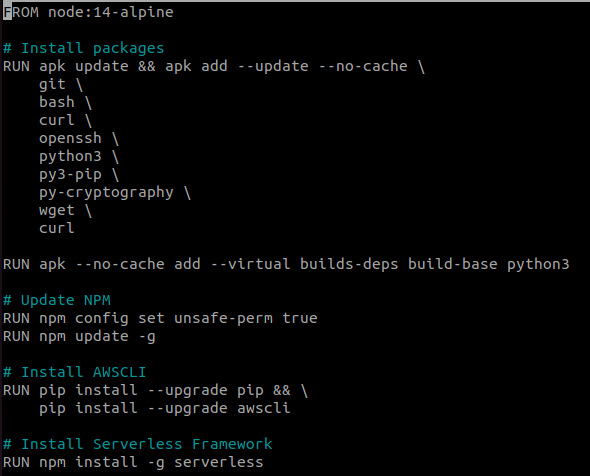 FROM node:14-alpine
# Install packages
RUN apk update && apk add --update --no-cache \
    git \
    bash \
    curl \
    openssh \
    python3 \
    py3-pip \
    py-cryptography \
    wget \
    curl
RUN apk --no-cache add --virtual builds-deps build-base python3
# Update NPM
RUN npm config set unsafe-perm true
RUN npm update -g
# Install AWSCLI
RUN pip install --upgrade pip && \
    pip install --upgrade awscli
# Install Serverless Framework
RUN npm install -g serverless